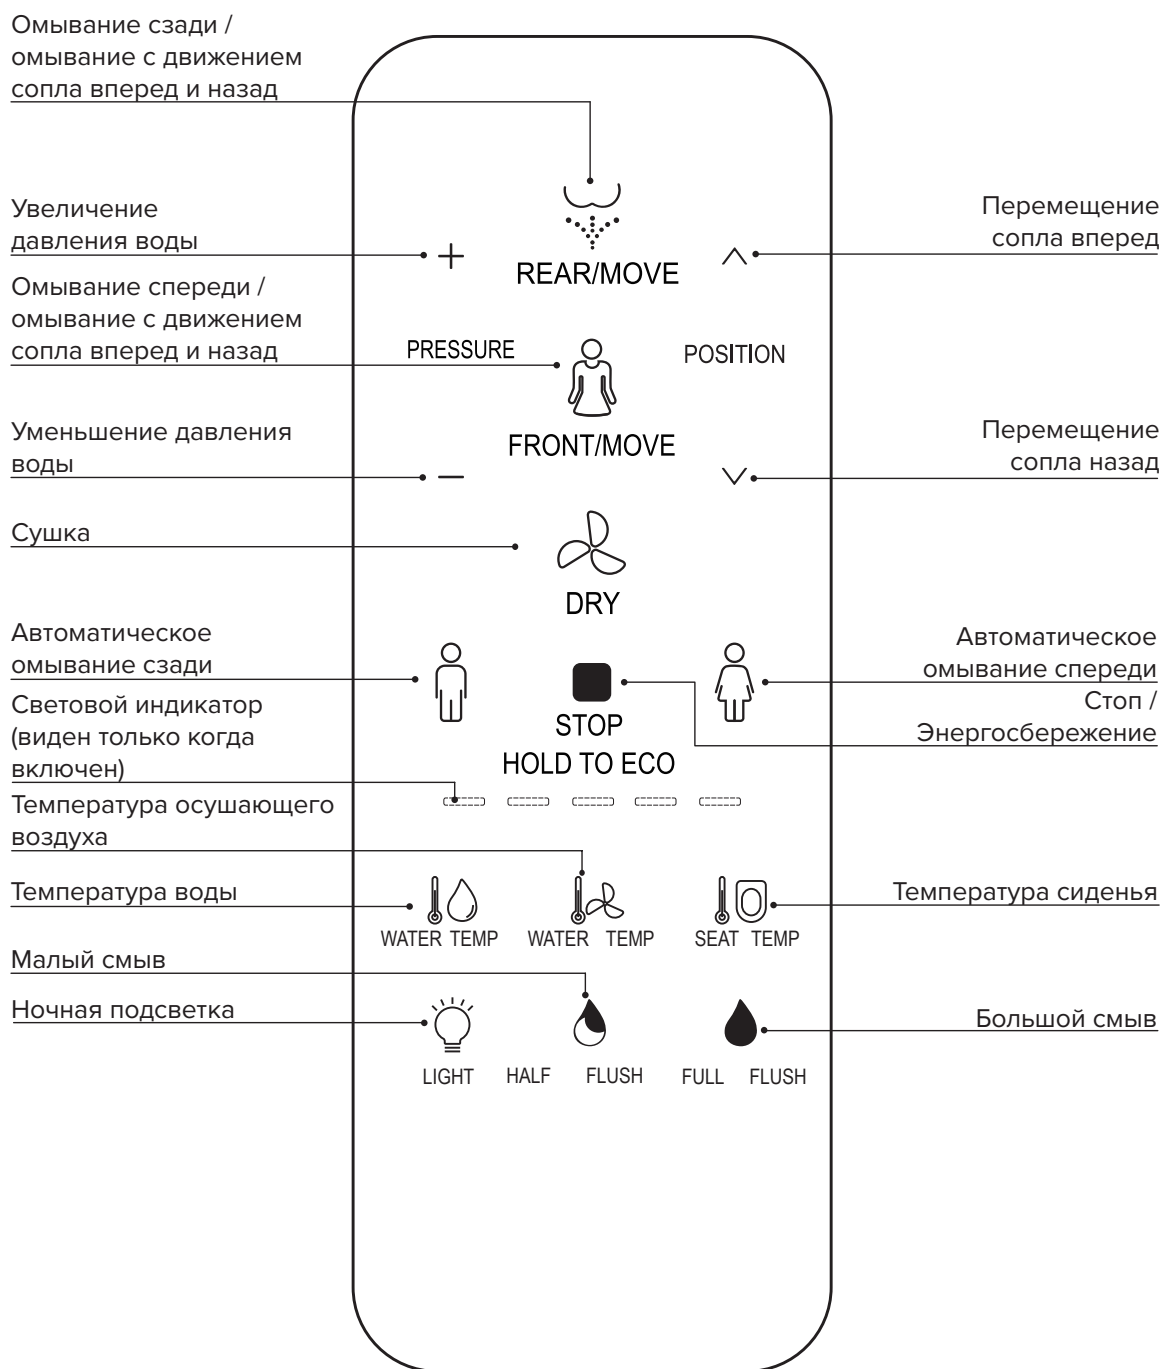 Омывание сзади /
омывание с движением
сопла вперед и назад
Увеличение
давления воды
Перемещение
сопла вперед
REAR/MOVE
Омывание спереди /
омывание с движением
сопла вперед и назад
PRESSURE
POSITION
Уменьшение давления
воды
FRONT/MOVE
Перемещение
сопла назад
Сушка
DRY
Автоматическое
омывание сзади
Автоматическое
омывание спереди
Световой индикатор
(виден только когда
включен)
STOP
HOLD TO ECO
Стоп /
Энергосбережение
Температура осушающего
воздуха
Температура воды
Температура сиденья
WATER TEMP
WATER TEMP
SEAT TEMP
Малый смыв
Ночная подсветка
Большой смыв
LIGHT
HALF FLUSH
FULL FLUSH